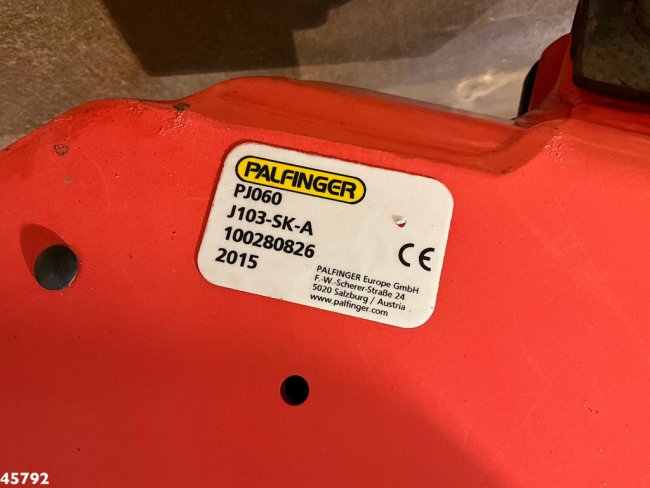 PALFINGER
PJ060
J103-SK-A
100280826
2015
CE
PALFINGER Europe GmbH
F.-W.-Scherer-Straße 24
5020 Salzburg / Austria
www.palfinger.com
45792